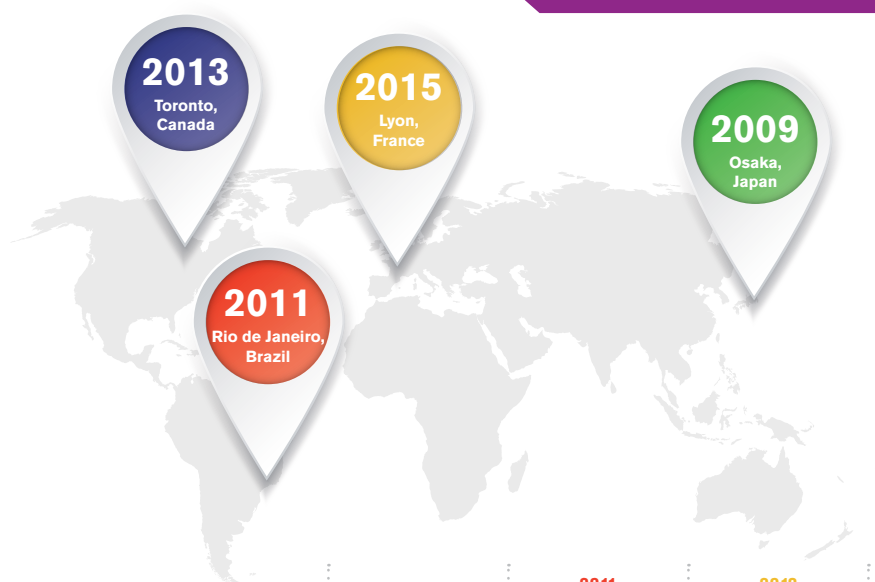 2013
Toronto,
Canada
2015
Lyon,
France
2009
Osaka,
Japan
2011
Rio de Janeiro,
Brazil